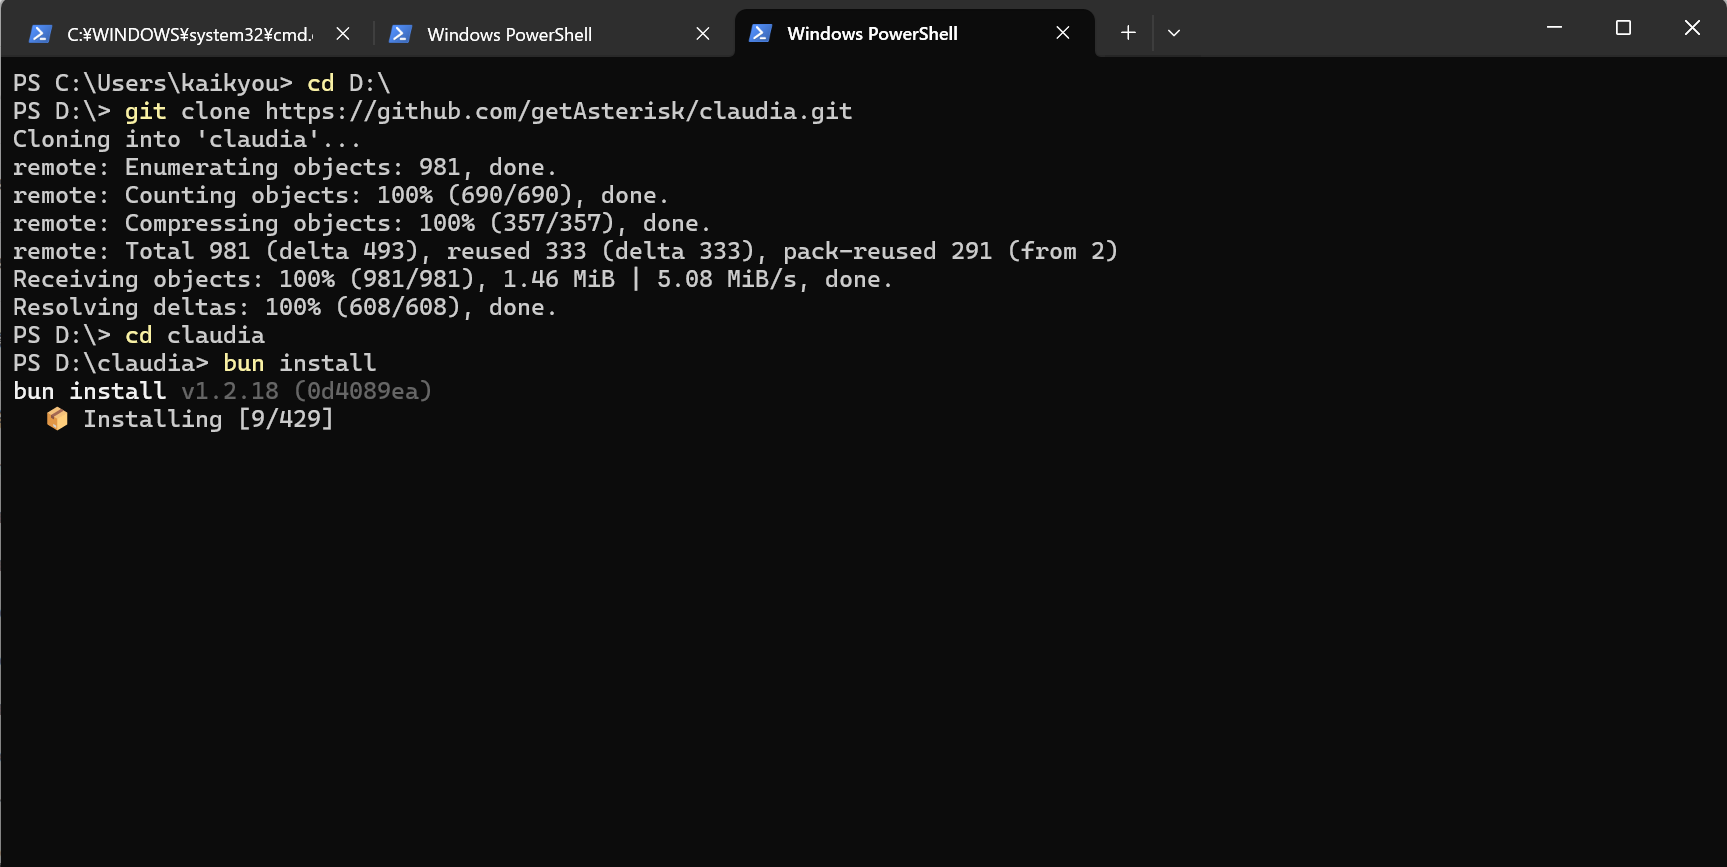 C:¥WINDOWS¥system32¥cmd.
Windows PowerShell
Windows PowerShell
PS C:\Users\kaikyou> cd D:\
PS D:\> git clone https://github.com/getAsterisk/claudia.git
Cloning into 'claudia'...
remote: Enumerating objects: 981, done.
remote: Counting objects: 100% (690/690), done.
remote: Compressing objects: 100% (357/357), done.
remote: Total 981 (delta 493), reused 333 (delta 333), pack-reused 291 (from 2)
Receiving objects: 100% (981/981), 1.46 MiB | 5.08 MiB/s, done.
Resolving deltas: 100% (608/608), done.
PS D:\> cd claudia
PS D:\claudia> bun install
bun install v1.2.18 (0d4089ea)
📦 Installing [9/429]